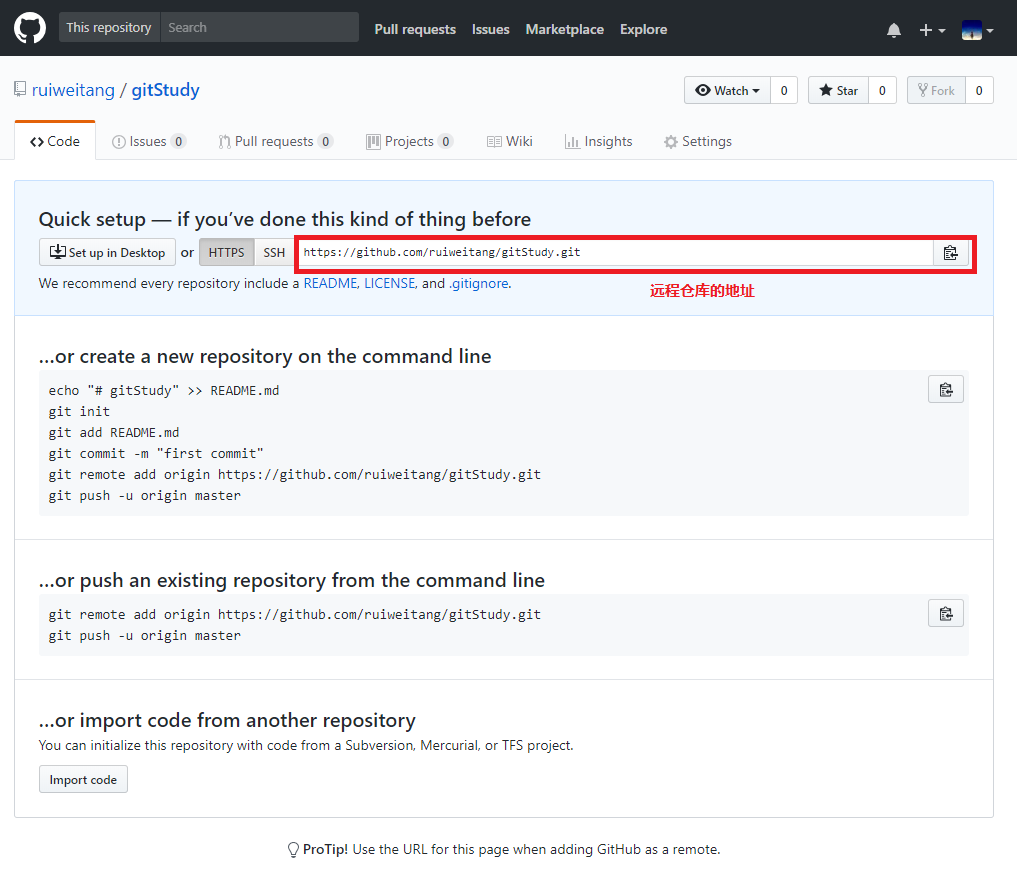 This repository Search Pull requests Issues Marketplace Explore
ruiweitang / gitStudy Watch 0 Star 0 Fork 0
Code Issues 0 Pull requests 0 Projects 0 Wiki Insights Settings
Quick setup — if you’ve done this kind of thing before
Set up in Desktop or HTTPS SSH https://github.com/ruiweitang/gitStudy.git
We recommend every repository include a README, LICENSE, and .gitignore.
远程仓库的地址
…or create a new repository on the command line
echo "# gitStudy" >> README.md
git init
git add README.md
git commit -m "first commit"
git remote add origin https://github.com/ruiweitang/gitStudy.git
git push -u origin master
…or push an existing repository from the command line
git remote add origin https://github.com/ruiweitang/gitStudy.git
git push -u origin master
…or import code from another repository
You can initialize this repository with code from a Subversion, Mercurial, or TFS project.
Import code
ProTip! Use the URL for this page when adding GitHub as a remote.